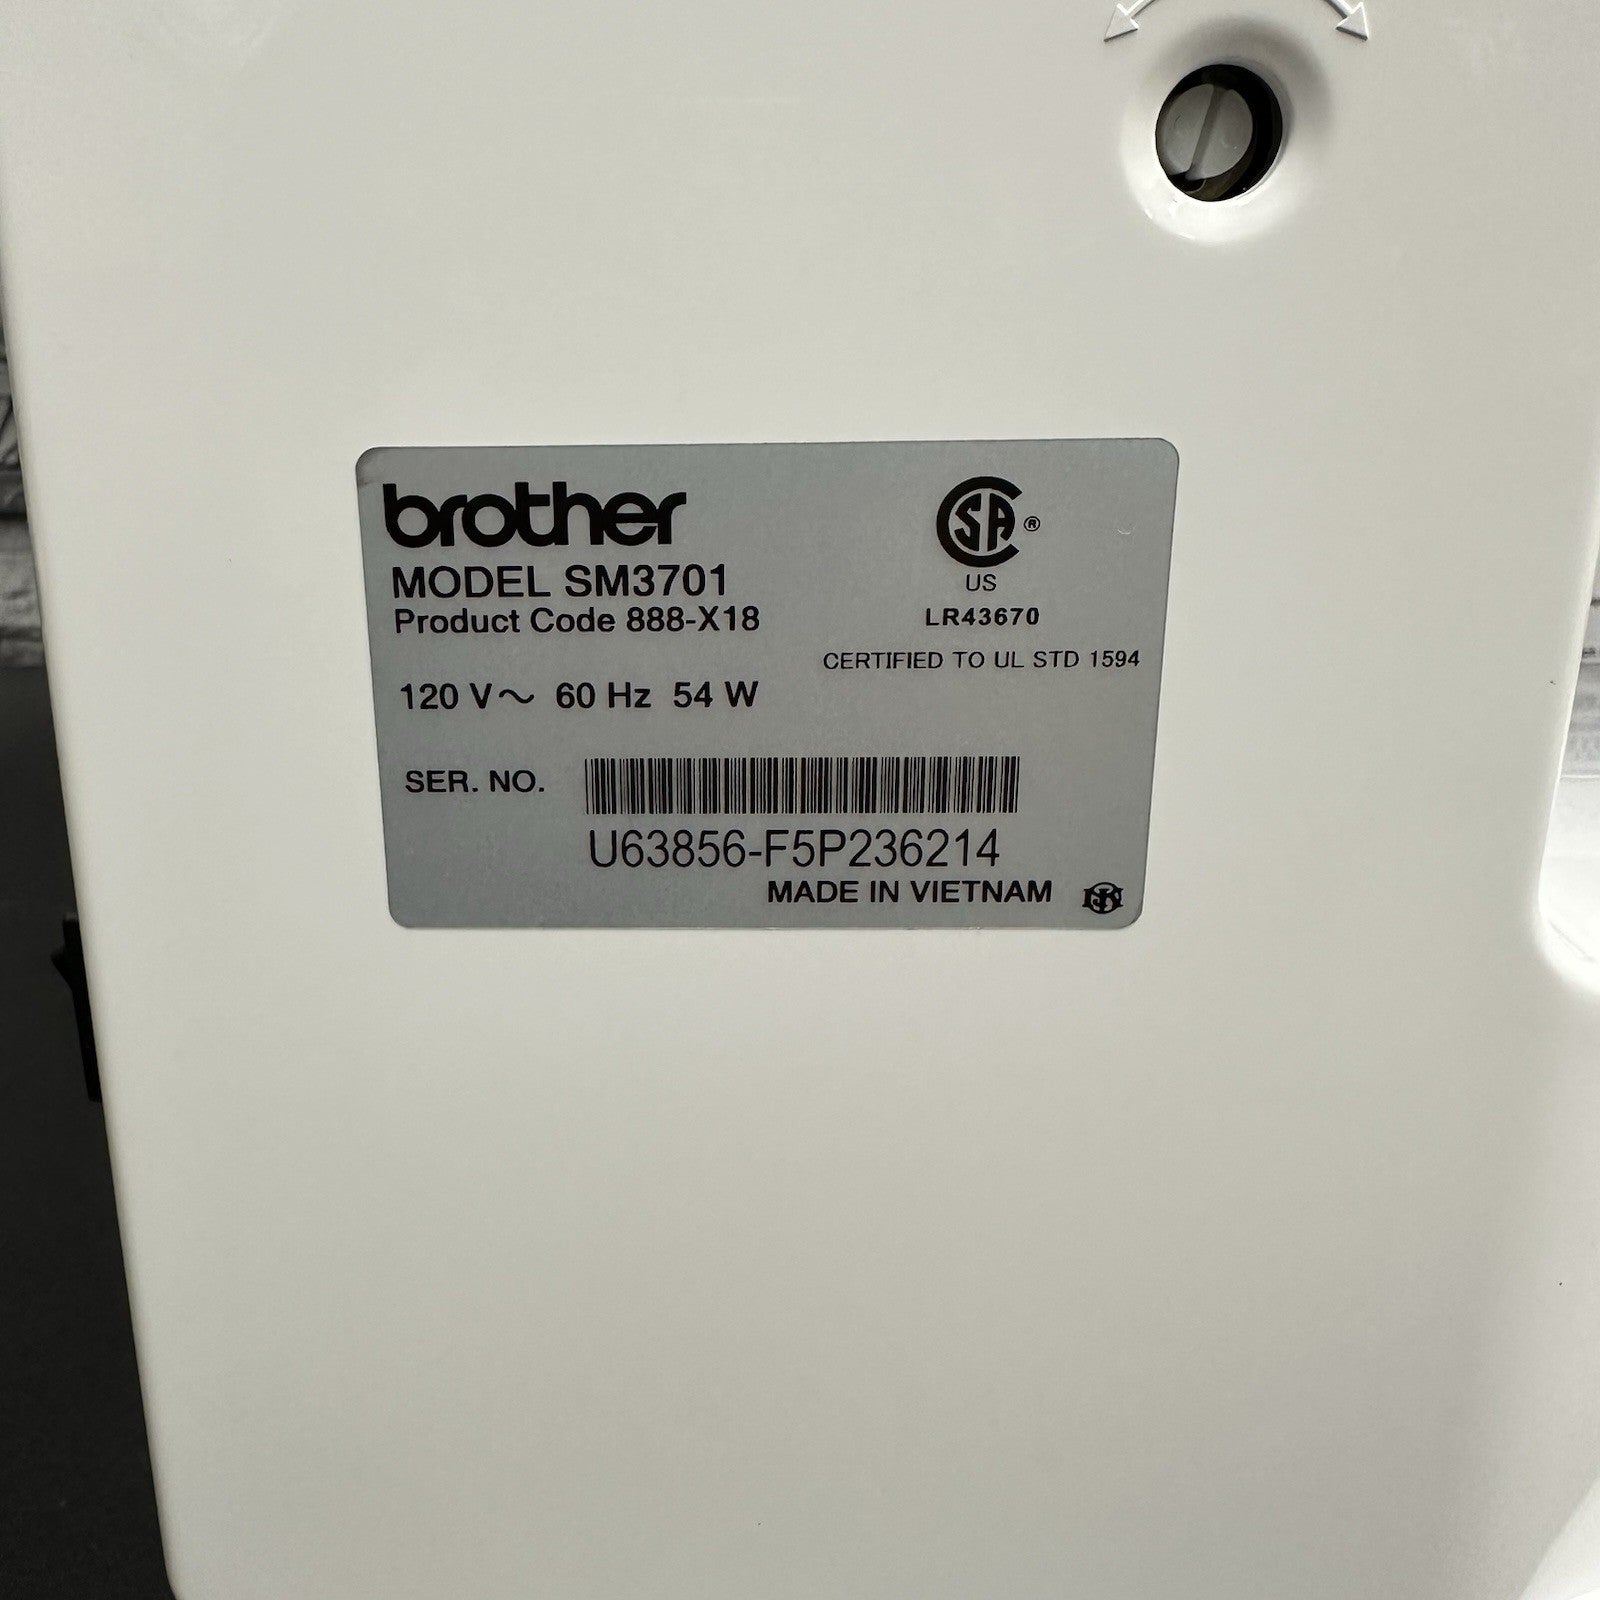 brother
MODEL SM3701
Product Code 888-X18
120 V～ 60 Hz 54 W
SA ®
US
LR43670
CERTIFIED TO UL STD 1594
SER. NO.
U63856-F5P236214
MADE IN VIETNAM